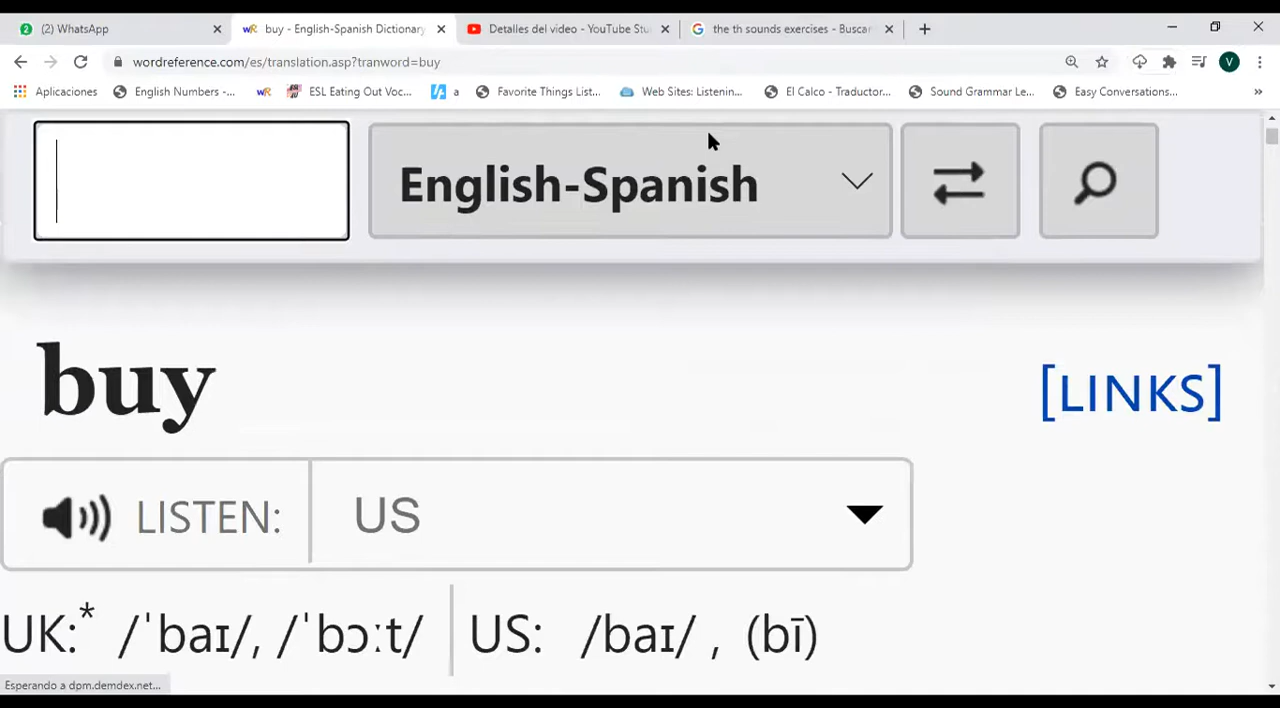 (2) WhatsApp
buy - English-Spanish Dictionary
Detalles del video - YouTube Stu
the th sounds exercises - Buscar
wordreference.com/es/translation.asp?tranword=buy
Aplicaciones
English Numbers -...
ESL Eating Out Voc...
a
Favorite Things List...
Web Sites: Listenin...
El Calco - Traductor...
Sound Grammar Le...
Easy Conversations...
English-Spanish
buy
[LINKS]
LISTEN:
US
UK:* /ˈbaɪ/, /ˈbɔːt/
US: /baɪ/ , (bī)
Esperando a dpm.demdex.net...